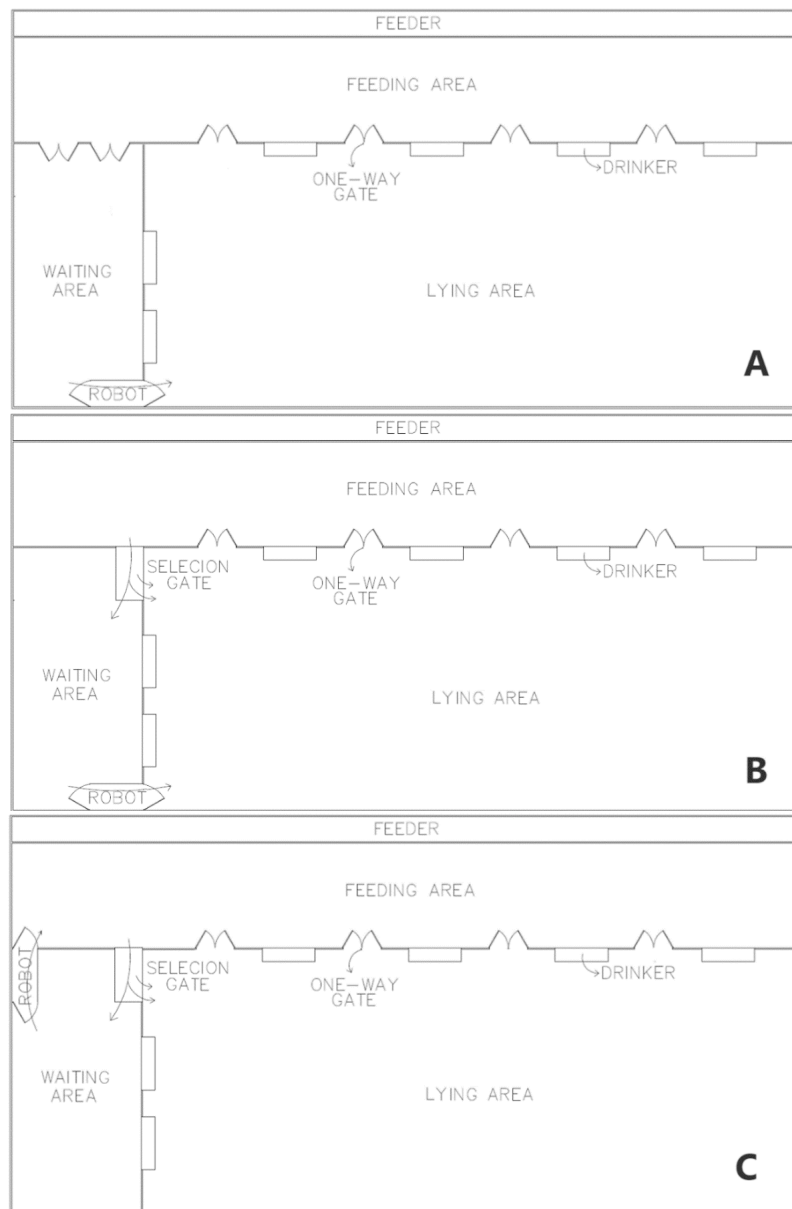 FEEDER
FEEDING AREA
ONE-WAY
GATE
DRINKER
WAITING
AREA
LYING AREA
A
ROBOT
FEEDER
FEEDING AREA
SELECION
GATE
ONE-WAY
GATE
DRINKER
WAITING
AREA
LYING AREA
B
ROBOT
FEEDER
FEEDING AREA
ROBOT
SELECION
GATE
ONE-WAY
GATE
DRINKER
WAITING
AREA
LYING AREA
C